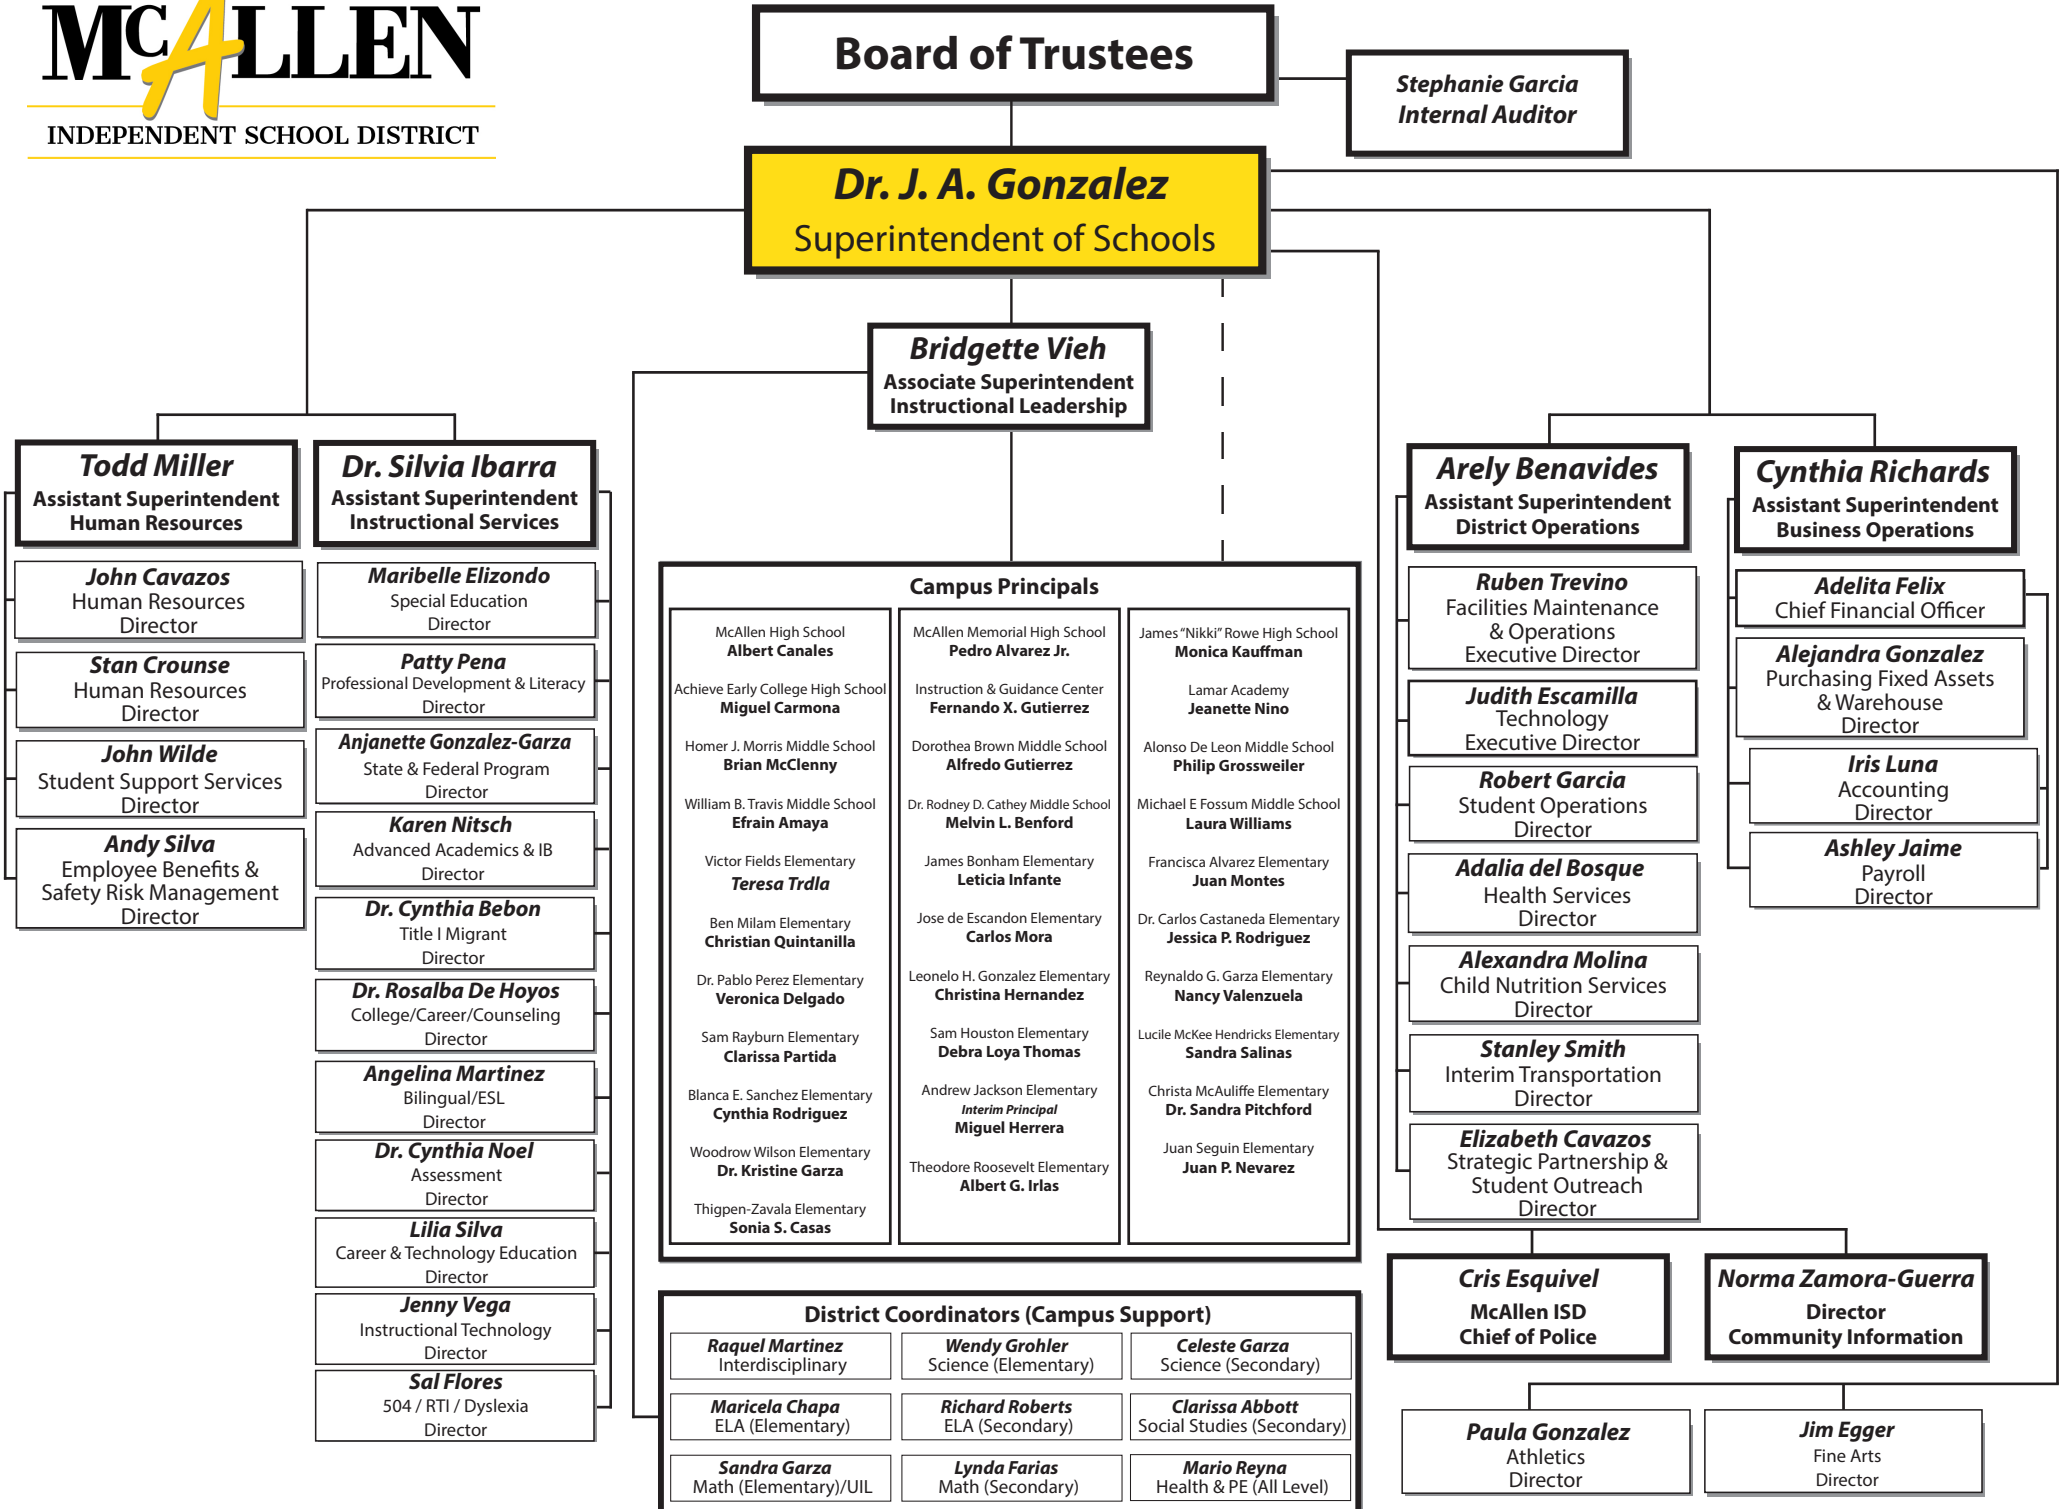 McALLEN
INDEPENDENT SCHOOL DISTRICT
Board of Trustees
Stephanie Garcia
Internal Auditor
Dr. J. A. Gonzalez
Superintendent of Schools
Bridgette Vieh
Associate Superintendent
Instructional Leadership
Todd Miller
Assistant Superintendent
Human Resources
John Cavazos
Human Resources
Director
Stan Crounse
Human Resources
Director
John Wilde
Student Support Services
Director
Andy Silva
Employee Benefits &
Safety Risk Management
Director
Dr. Silvia Ibarra
Assistant Superintendent
Instructional Services
Maribelle Elizondo
Special Education
Director
Patty Pena
Professional Development & Literacy
Director
Anjanette Gonzalez-Garza
State & Federal Program
Director
Karen Nitsch
Advanced Academics & IB
Director
Dr. Cynthia Bebon
Title I Migrant
Director
Dr. Rosalba De Hoyos
College/Career/Counseling
Director
Angelina Martinez
Bilingual/ESL
Director
Dr. Cynthia Noel
Assessment
Director
Lilia Silva
Career & Technology Education
Director
Jenny Vega
Instructional Technology
Director
Sal Flores
504 / RTI / Dyslexia
Director
Campus Principals
McAllen High School
Albert Canales
Achieve Early College High School
Miguel Carmona
Homer J. Morris Middle School
Brian McClenny
William B. Travis Middle School
Efrain Amaya
Victor Fields Elementary
Teresa Trdla
Ben Milam Elementary
Christian Quintanilla
Dr. Pablo Perez Elementary
Veronica Delgado
Sam Rayburn Elementary
Clarissa Partida
Blanca E. Sanchez Elementary
Cynthia Rodriguez
Woodrow Wilson Elementary
Dr. Kristine Garza
Thigpen-Zavala Elementary
Sonia S. Casas
McAllen Memorial High School
Pedro Alvarez Jr.
Instruction & Guidance Center
Fernando X. Gutierrez
Dorothea Brown Middle School
Alfredo Gutierrez
Dr. Rodney D. Cathey Middle School
Melvin L. Benford
James Bonham Elementary
Leticia Infante
Jose de Escandon Elementary
Carlos Mora
Leonelo H. Gonzalez Elementary
Christina Hernandez
Sam Houston Elementary
Debra Loya Thomas
Andrew Jackson Elementary
Interim Principal
Miguel Herrera
Theodore Roosevelt Elementary
Albert G. Irlas
James “Nikki” Rowe High School
Monica Kauffman
Lamar Academy
Jeanette Nino
Alonso De Leon Middle School
Philip Grossweiler
Michael E Fossum Middle School
Laura Williams
Francisca Alvarez Elementary
Juan Montes
Dr. Carlos Castaneda Elementary
Jessica P. Rodriguez
Reynaldo G. Garza Elementary
Nancy Valenzuela
Lucile McKee Hendricks Elementary
Sandra Salinas
Christa McAuliffe Elementary
Dr. Sandra Pitchford
Juan Seguin Elementary
Juan P. Nevarez
District Coordinators (Campus Support)
Raquel Martinez
Interdisciplinary
Wendy Grohler
Science (Elementary)
Celeste Garza
Science (Secondary)
Maricela Chapa
ELA (Elementary)
Richard Roberts
ELA (Secondary)
Clarissa Abbott
Social Studies (Secondary)
Sandra Garza
Math (Elementary)/UIL
Lynda Farias
Math (Secondary)
Mario Reyna
Health & PE (All Level)
Arely Benavides
Assistant Superintendent
District Operations
Ruben Trevino
Facilities Maintenance
& Operations
Executive Director
Judith Escamilla
Technology
Executive Director
Robert Garcia
Student Operations
Director
Adalia del Bosque
Health Services
Director
Alexandra Molina
Child Nutrition Services
Director
Stanley Smith
Interim Transportation
Director
Elizabeth Cavazos
Strategic Partnership &
Student Outreach
Director
Cynthia Richards
Assistant Superintendent
Business Operations
Adelita Felix
Chief Financial Officer
Alejandra Gonzalez
Purchasing Fixed Assets
& Warehouse
Director
Iris Luna
Accounting
Director
Ashley Jaime
Payroll
Director
Cris Esquivel
McAllen ISD
Chief of Police
Norma Zamora-Guerra
Director
Community Information
Paula Gonzalez
Athletics
Director
Jim Egger
Fine Arts
Director